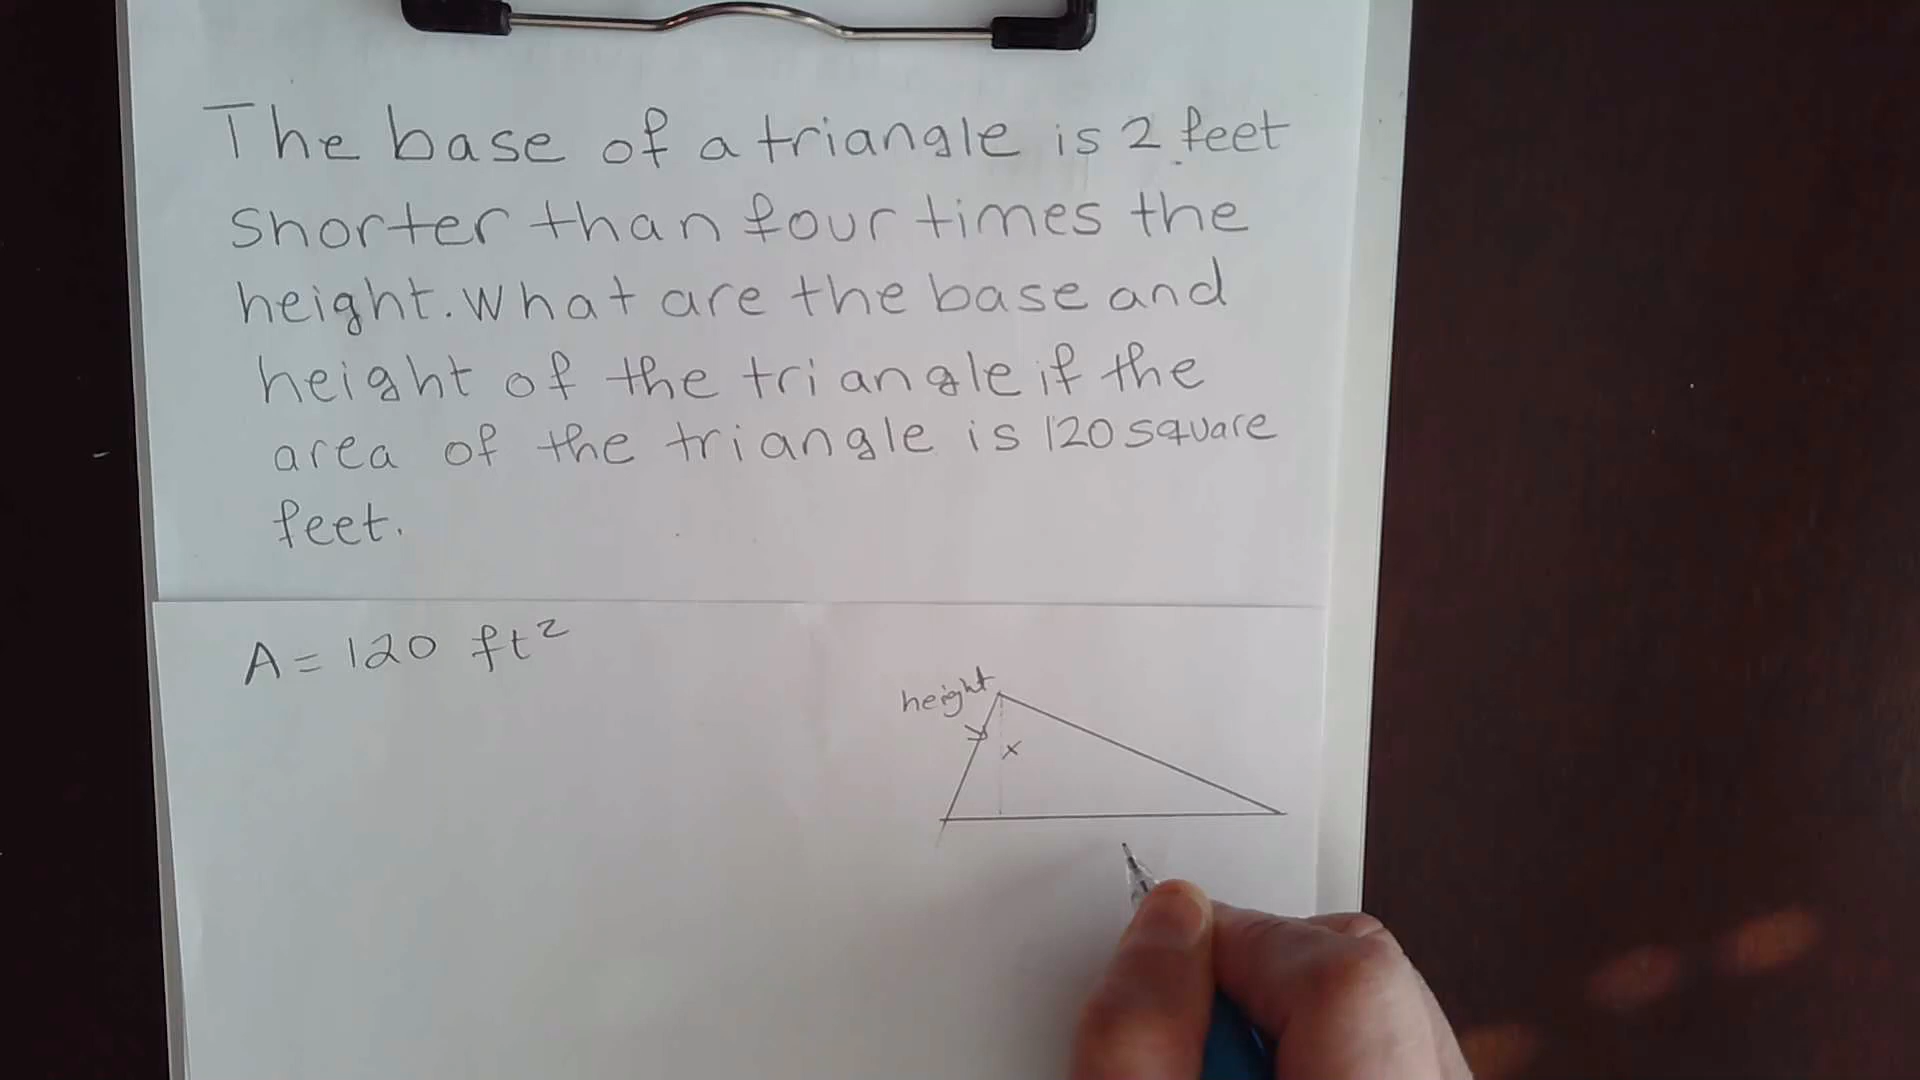 The base of a triangle is 2 feet
shorter than four times the
height. What are the base and
height of the triangle if the
area of the triangle is 120 square
feet.
A = 120 ft²
height
x